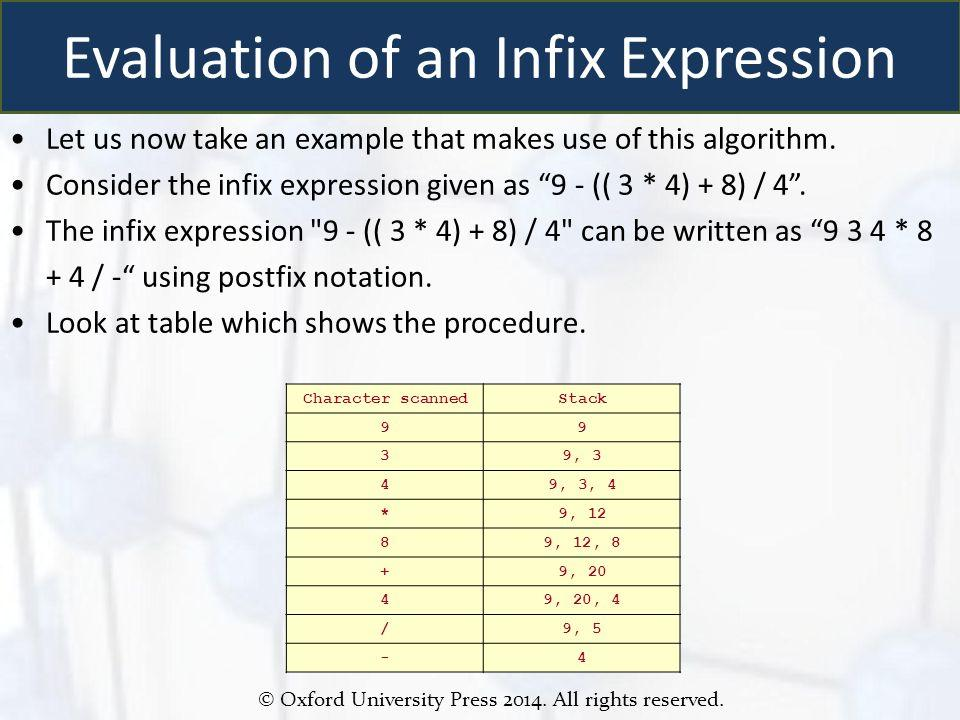 Evaluation of an Infix Expression
• Let us now take an example that makes use of this algorithm.
• Consider the infix expression given as “9 - (( 3 * 4) + 8) / 4”.
• The infix expression "9 - (( 3 * 4) + 8) / 4" can be written as “9 3 4 * 8
+ 4 / -“ using postfix notation.
• Look at table which shows the procedure.
Character scanned Stack
9 9
3 9, 3
4 9, 3, 4
* 9, 12
8 9, 12, 8
+ 9, 20
4 9, 20, 4
/ 9, 5
- 4
© Oxford University Press 2014. All rights reserved.